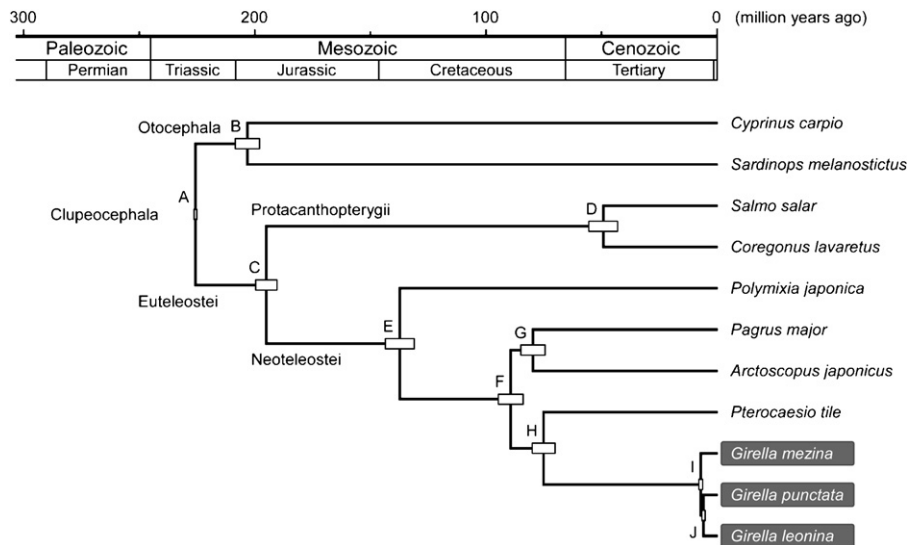 300 200 100 0 (million years ago)
Paleozoic Mesozoic Cenozoic
Permian Triassic Jurassic Cretaceous Tertiary
Otocephala B Cyprinus carpio
Sardinops melanostictus
A
Clupeocephala
Protacanthopterygii D Salmo salar
Coregonus lavaretus
C
Euteleostei
Polymixia japonica
E
Neoteleostei
G Pagrus major
Arctoscopus japonicus
F
Pterocaesio tile
H
Girella mezina
I
Girella punctata
J Girella leonina